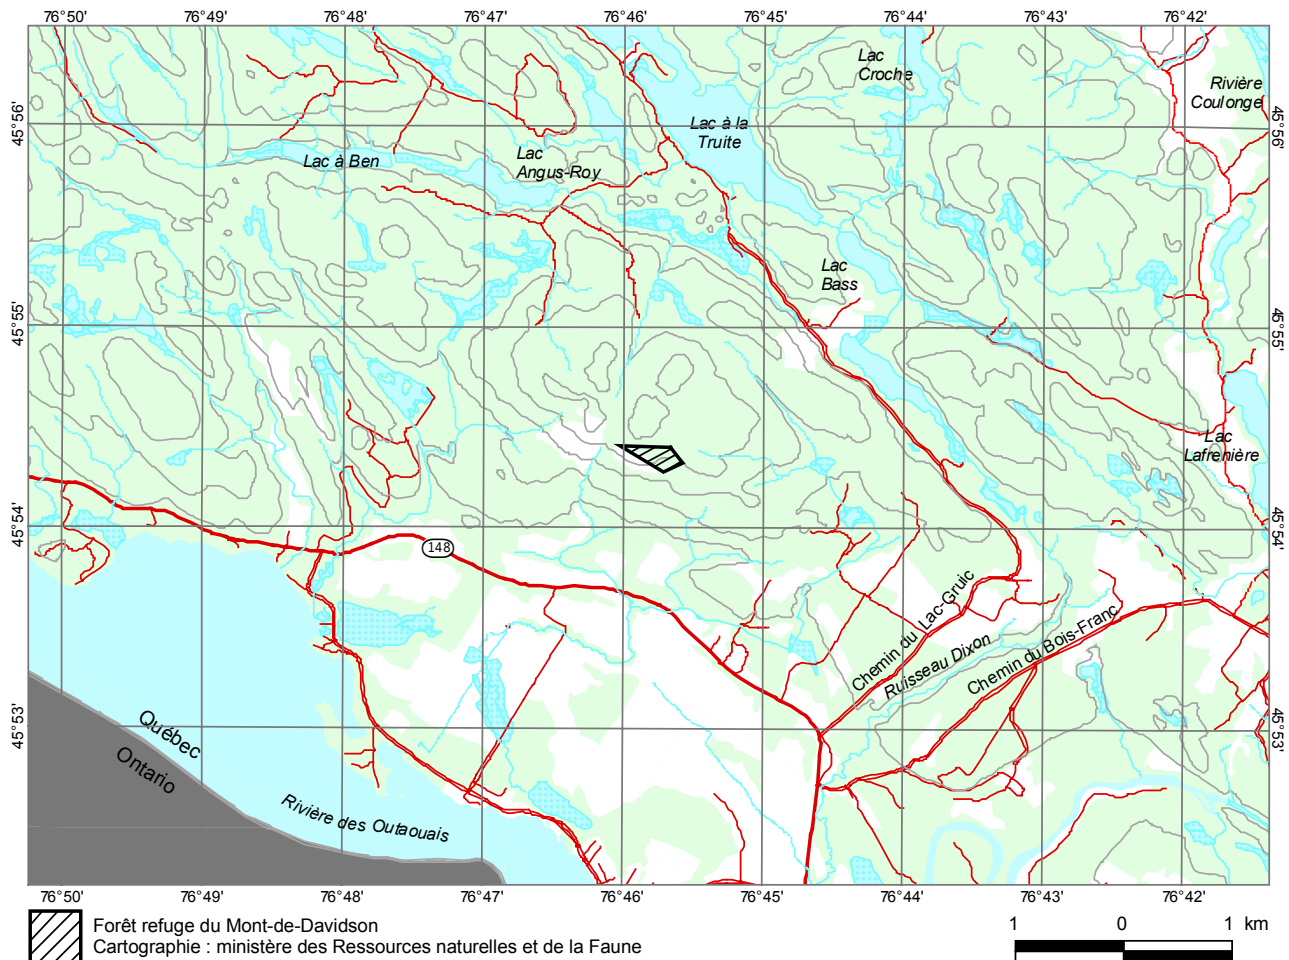 76°50' 76°49' 76°48' 76°47' 76°46' 76°45' 76°44' 76°43' 76°42'
Lac
Croche
Rivière
Coulonge
45°56'
45°56'
Lac à la
Truite
Lac à Ben
Lac
Angus-Roy
Lac
Bass
45°55'
45°55'
Lac
Lafrenière
45°54'
45°54'
148
Chemin du Lac-Gruic
Ruisseau Dixon
Chemin du Bois-Franc
45°53'
45°53'
Québec
Ontario
Rivière des Outaouais
76°50' 76°49' 76°48' 76°47' 76°46' 76°45' 76°44' 76°43' 76°42'
Forêt refuge du Mont-de-Davidson
Cartographie : ministère des Ressources naturelles et de la Faune
1 0 1 km